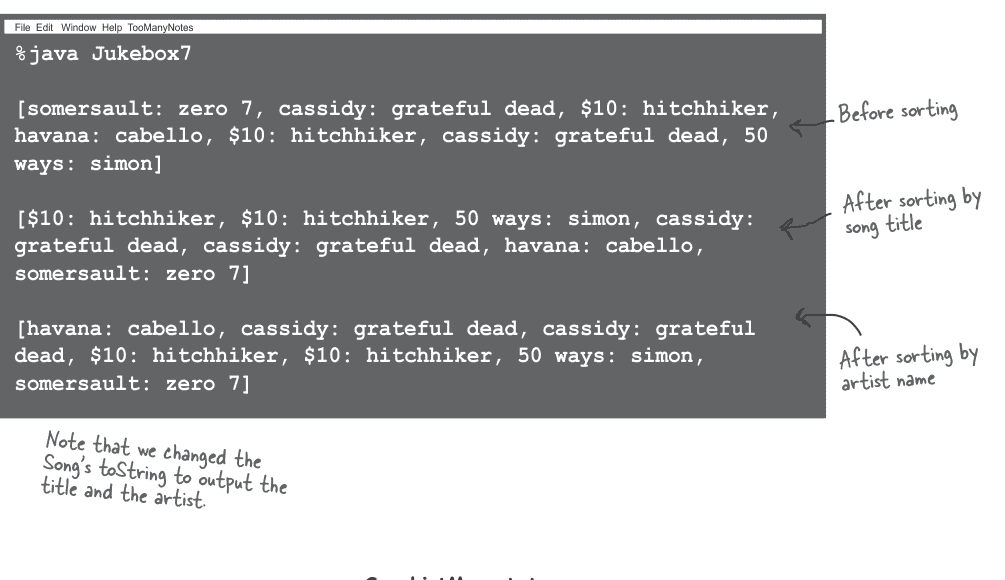 File Edit Window Help TooManyNotes
%java Jukebox7
[somersault: zero 7, cassidy: grateful dead, $10: hitchhiker,
havana: cabello, $10: hitchhiker, cassidy: grateful dead, 50
ways: simon]
Before sorting
[$10: hitchhiker, $10: hitchhiker, 50 ways: simon, cassidy:
grateful dead, cassidy: grateful dead, havana: cabello,
somersault: zero 7]
After sorting by
song title
[havana: cabello, cassidy: grateful dead, cassidy: grateful
dead, $10: hitchhiker, $10: hitchhiker, 50 ways: simon,
somersault: zero 7]
After sorting by
artist name
Note that we changed the
Song's toString to output the
title and the artist.